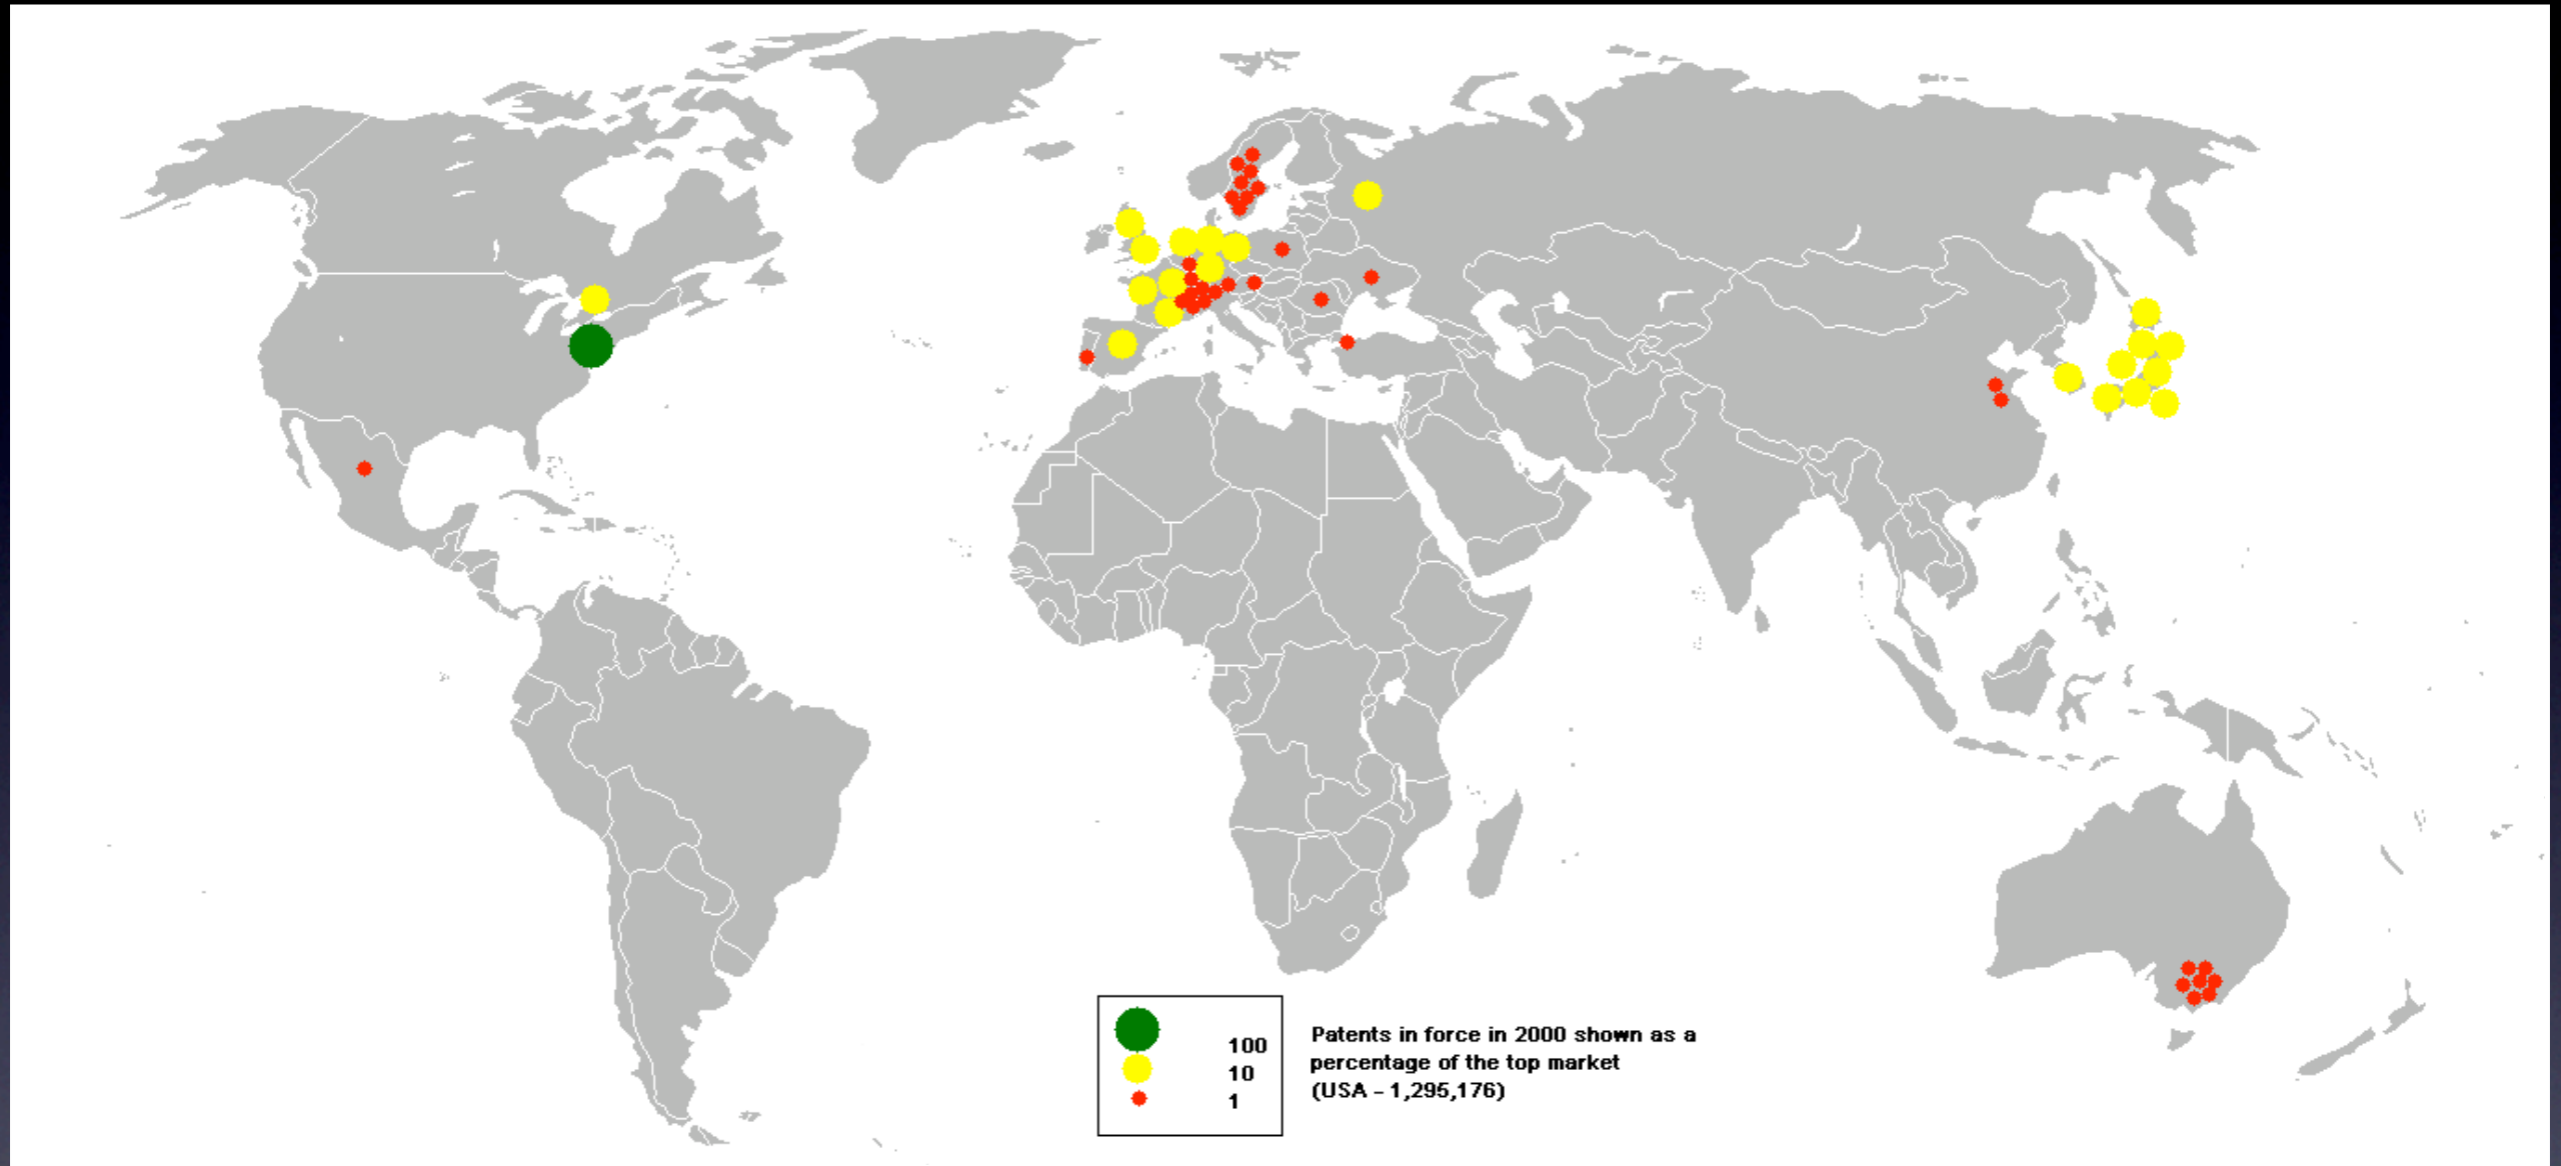 100
10
1
Patents in force in 2000 shown as a
percentage of the top market
(USA - 1,295,176)